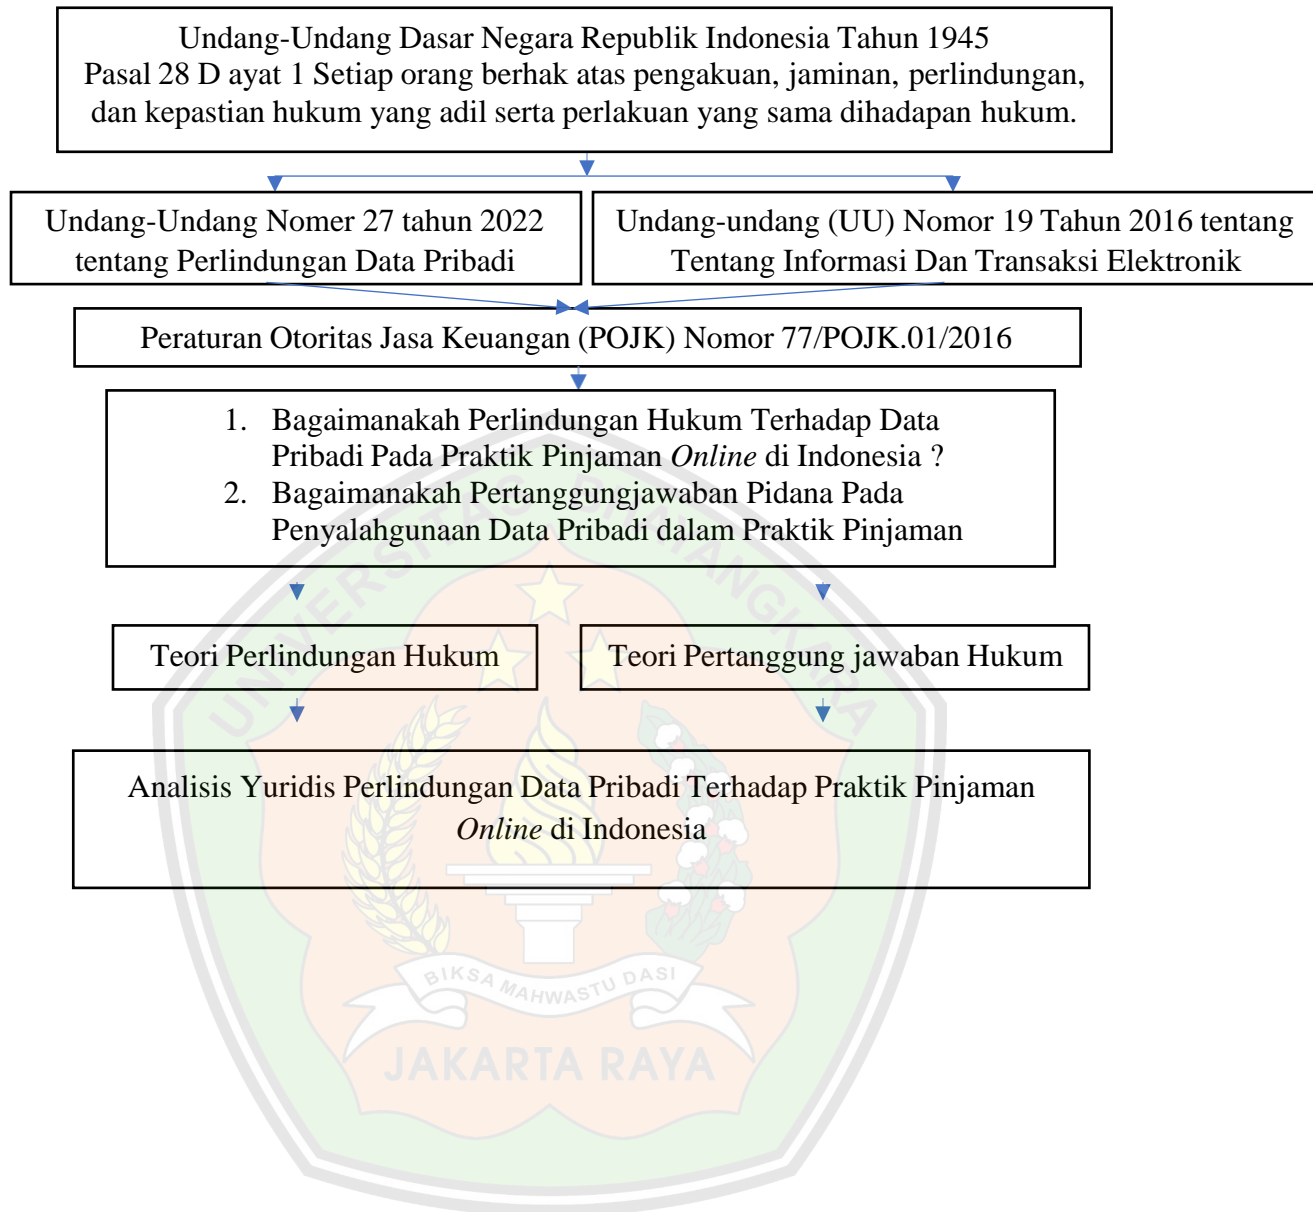 Undang-Undang Dasar Negara Republik Indonesia Tahun 1945
Pasal 28 D ayat 1 Setiap orang berhak atas pengakuan, jaminan, perlindungan,
dan kepastian hukum yang adil serta perlakuan yang sama dihadapan hukum.
Undang-Undang Nomer 27 tahun 2022
tentang Perlindungan Data Pribadi
Undang-undang (UU) Nomor 19 Tahun 2016 tentang
Tentang Informasi Dan Transaksi Elektronik
Peraturan Otoritas Jasa Keuangan (POJK) Nomor 77/POJK.01/2016
1. Bagaimanakah Perlindungan Hukum Terhadap Data
Pribadi Pada Praktik Pinjaman Online di Indonesia ?
2. Bagaimanakah Pertanggungjawaban Pidana Pada
Penyalahgunaan Data Pribadi dalam Praktik Pinjaman
Teori Perlindungan Hukum
Teori Pertanggung jawaban Hukum
Analisis Yuridis Perlindungan Data Pribadi Terhadap Praktik Pinjaman
Online di Indonesia
UNIVERSITAS BHAYANGKARA
BIKSA MAHWASTU DASI
JAKARTA RAYA